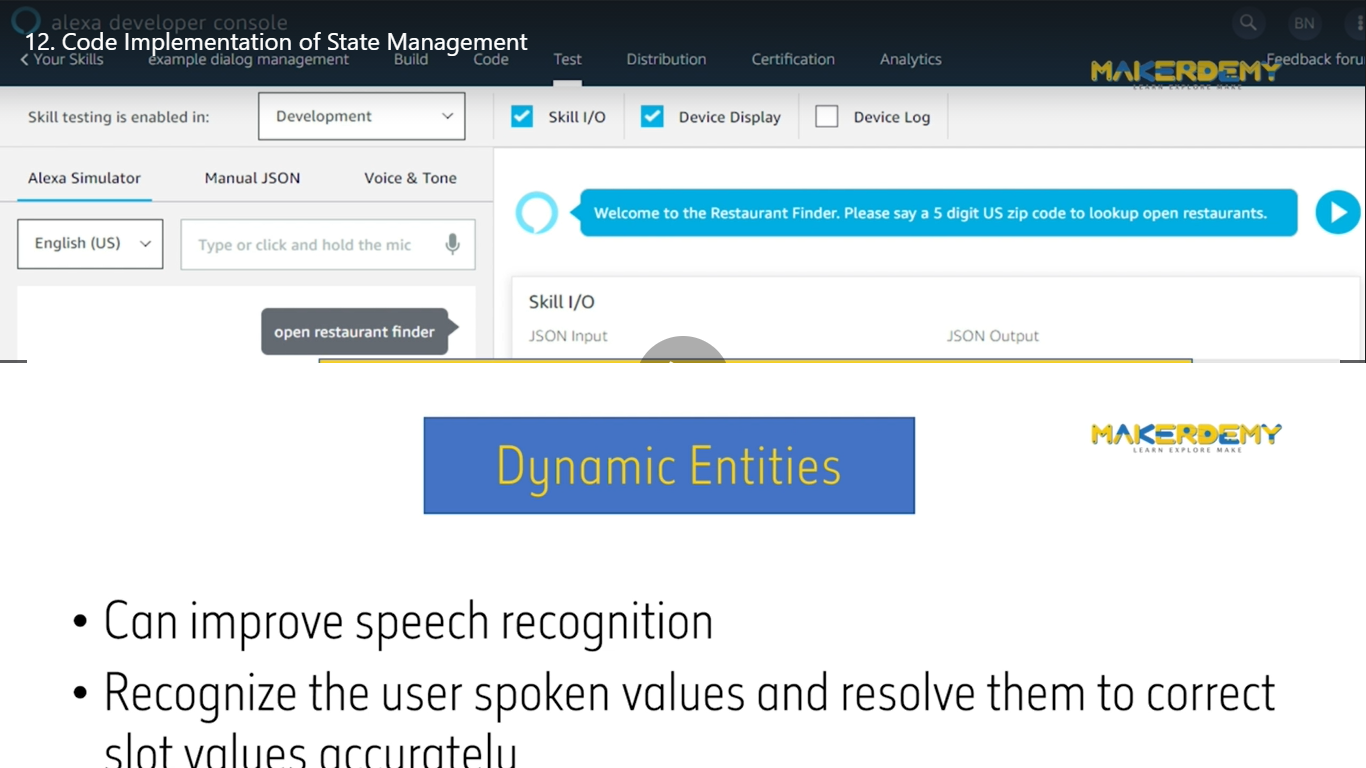 alexa developer console
BN
12. Code Implementation of State Management
Your Skills example dialog management Build Code Test Distribution Certification Analytics Feedback foru
MAKERDEMY
LEARN EXPLORE MAKE
Skill testing is enabled in: Development Skill I/O Device Display Device Log
Alexa Simulator Manual JSON Voice & Tone
Welcome to the Restaurant Finder. Please say a 5 digit US zip code to lookup open restaurants.
English (US) Type or click and hold the mic
Skill I/O
open restaurant finder
JSON Input JSON Output
Dynamic Entities
MAKERDEMY
LEARN EXPLORE MAKE
• Can improve speech recognition
• Recognize the user spoken values and resolve them to correct
slot values accurately